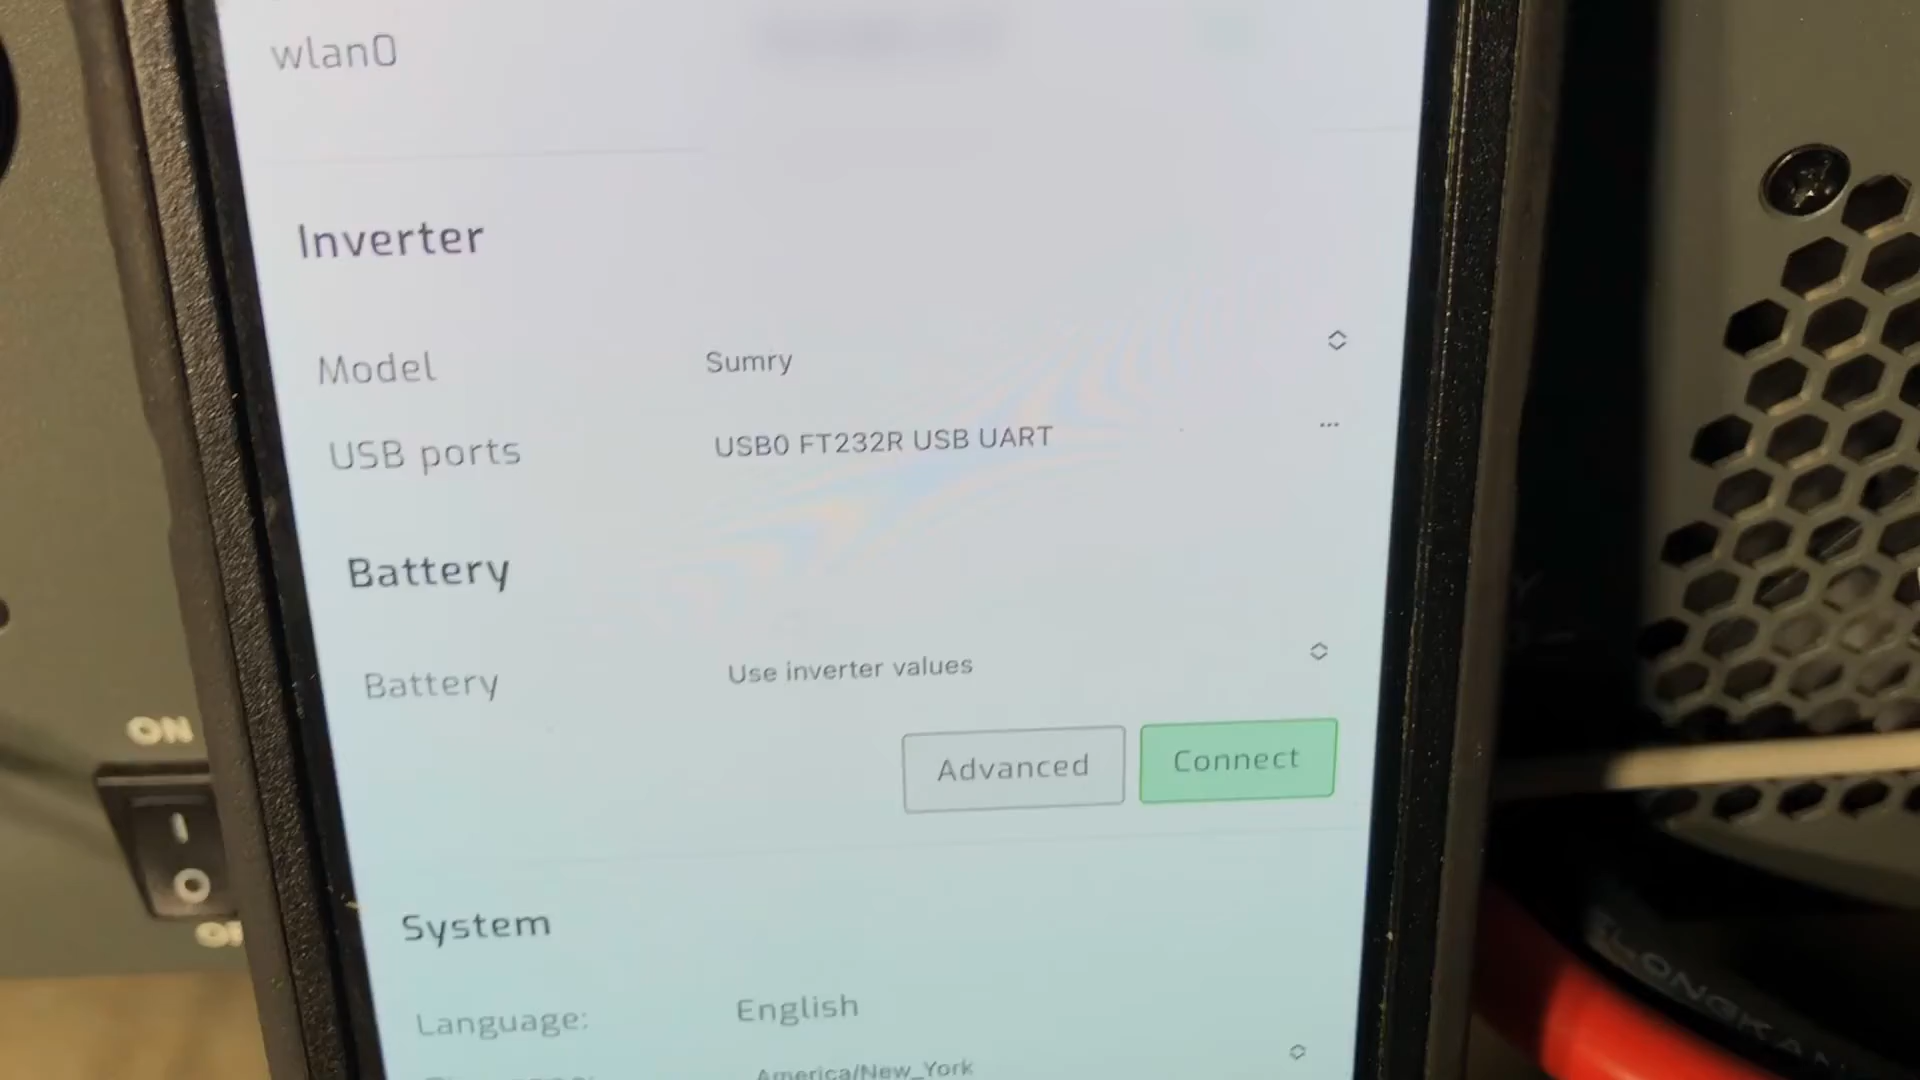 wlan0
Inverter
Model Sumry
USB ports USB0 FT232R USB UART ...
Battery
Battery Use inverter values
Advanced Connect
System
Language: English
America/New_York
ON
I
O